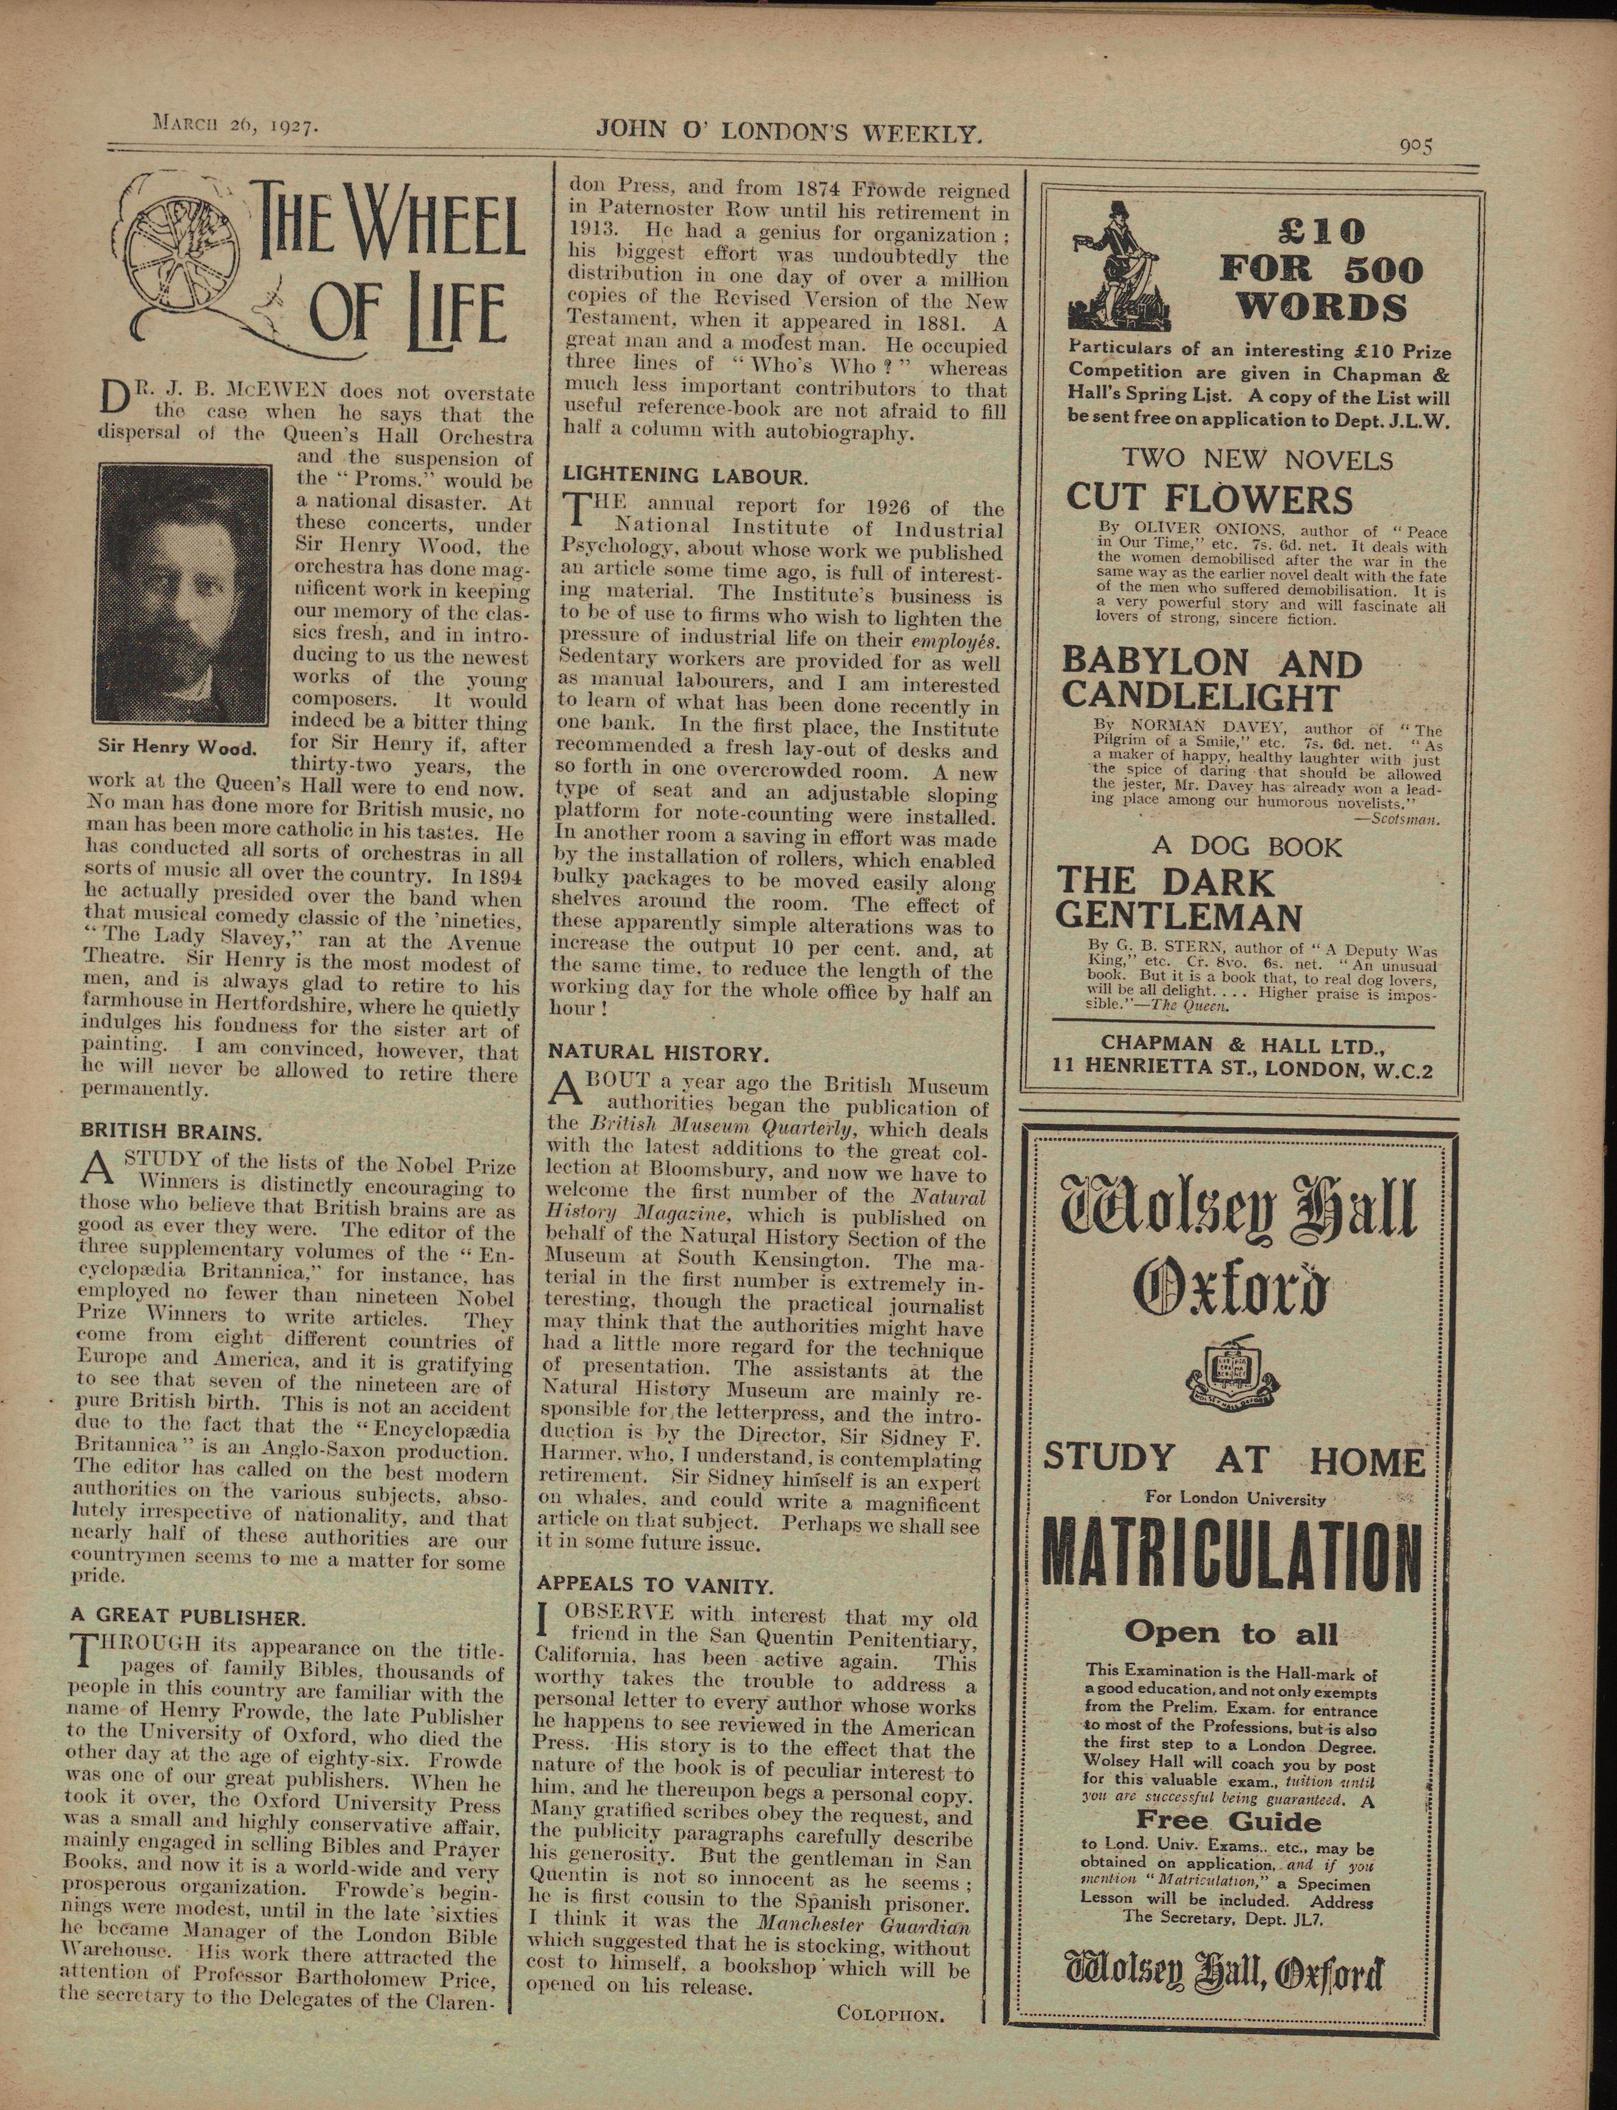 MARCH 26, 1927.
JOHN O' LONDON'S WEEKLY.
905
THE WHEEL
OF LIFE
DR. J. B. McEWEN does not overstate
the case when he says that the
dispersal of the Queen's Hall Orchestra
and the suspension of
the "Proms." would be
a national disaster. At
these concerts, under
Sir Henry Wood, the
orchestra has done mag-
nificent work in keeping
our memory of the clas-
sics fresh, and in intro-
ducing to us the newest
works of the young
composers. It would
indeed be a bitter thing
for Sir Henry if, after
thirty-two years, the
Sir Henry Wood.
work at the Queen's Hall were to end now.
No man has done more for British music, no
man has been more catholic in his tastes. He
has conducted all sorts of orchestras in all
sorts of music all over the country. In 1894
he actually presided over the band when
that musical comedy classic of the 'nineties,
"The Lady Slavey," ran at the Avenue
Theatre. Sir Henry is the most modest of
men, and is always glad to retire to his
farmhouse in Hertfordshire, where he quietly
indulges his fondness for the sister art of
painting. I am convinced, however, that
he will never be allowed to retire there
permanently.
BRITISH BRAINS.
A STUDY of the lists of the Nobel Prize
Winners is distinctly encouraging to
those who believe that British brains are as
good as ever they were. The editor of the
three supplementary volumes of the "En-
cyclopædia Britannica," for instance, has
employed no fewer than nineteen Nobel
Prize Winners to write articles. They
come from eight different countries of
Europe and America, and it is gratifying
to see that seven of the nineteen are of
pure British birth. This is not an accident
due to the fact that the "Encyclopædia
Britannica" is an Anglo-Saxon production.
The editor has called on the best modern
authorities on the various subjects, abso-
lutely irrespective of nationality, and that
nearly half of these authorities are our
countrymen seems to me a matter for some
pride.
A GREAT PUBLISHER.
THROUGH its appearance on the title-
pages of family Bibles, thousands of
people in this country are familiar with the
name of Henry Frowde, the late Publisher
to the University of Oxford, who died the
other day at the age of eighty-six. Frowde
was one of our great publishers. When he
took it over, the Oxford University Press
was a small and highly conservative affair,
mainly engaged in selling Bibles and Prayer
Books, and now it is a world-wide and very
prosperous organization. Frowde's begin-
nings were modest, until in the late 'sixties
he became Manager of the London Bible
Warehouse. His work there attracted the
attention of Professor Bartholomew Price,
the secretary to the Delegates of the Claren-
don Press, and from 1874 Frowde reigned
in Paternoster Row until his retirement in
1913. He had a genius for organization;
his biggest effort was undoubtedly the
distribution in one day of over a million
copies of the Revised Version of the New
Testament, when it appeared in 1881. A
great man and a modest man. He occupied
three lines of "Who's Who?" whereas
much less important contributors to that
useful reference-book are not afraid to fill
half a column with autobiography.
LIGHTENING LABOUR.
THE annual report for 1926 of the
National Institute of Industrial
Psychology, about whose work we published
an article some time ago, is full of interest-
ing material. The Institute's business is
to be of use to firms who wish to lighten the
pressure of industrial life on their employés.
Sedentary workers are provided for as well
as manual labourers, and I am interested
to learn of what has been done recently in
one bank. In the first place, the Institute
recommended a fresh lay-out of desks and
so forth in one overcrowded room. A new
type of seat and an adjustable sloping
platform for note-counting were installed.
In another room a saving in effort was made
by the installation of rollers, which enabled
bulky packages to be moved easily along
shelves around the room. The effect of
these apparently simple alterations was to
increase the output 10 per cent. and, at
the same time, to reduce the length of the
working day for the whole office by half an
hour!
NATURAL HISTORY.
ABOUT a year ago the British Museum
authorities began the publication of
the British Museum Quarterly, which deals
with the latest additions to the great col-
lection at Bloomsbury, and now we have to
welcome the first number of the Natural
History Magazine, which is published on
behalf of the Natural History Section of the
Museum at South Kensington. The ma-
terial in the first number is extremely in-
teresting, though the practical journalist
may think that the authorities might have
had a little more regard for the technique
of presentation. The assistants at the
Natural History Museum are mainly re-
sponsible for the letterpress, and the intro-
duction is by the Director, Sir Sidney F.
Harmer, who, I understand, is contemplating
retirement. Sir Sidney himself is an expert
on whales, and could write a magnificent
article on that subject. Perhaps we shall see
it in some future issue.
APPEALS TO VANITY.
I OBSERVE with interest that my old
friend in the San Quentin Penitentiary,
California, has been active again. This
worthy takes the trouble to address a
personal letter to every author whose works
he happens to see reviewed in the American
Press. His story is to the effect that the
nature of the book is of peculiar interest to
him, and he thereupon begs a personal copy.
Many gratified scribes obey the request, and
the publicity paragraphs carefully describe
his generosity. But the gentleman in San
Quentin is not so innocent as he seems;
he is first cousin to the Spanish prisoner.
I think it was the Manchester Guardian
which suggested that he is stocking, without
cost to himself, a bookshop which will be
opened on his release.
COLOPHON.
£10
FOR 500
WORDS
Particulars of an interesting £10 Prize
Competition are given in Chapman &
Hall's Spring List. A copy of the List will
be sent free on application to Dept. J.L.W.
TWO NEW NOVELS
CUT FLOWERS
By OLIVER ONIONS, author of "Peace
in Our Time," etc. 7s. 6d. net. It deals with
the women demobilised after the war in the
same way as the earlier novel dealt with the fate
of the men who suffered demobilisation. It is
a very powerful story and will fascinate all
lovers of strong, sincere fiction.
BABYLON AND
CANDLELIGHT
By NORMAN DAVEY, author of "The
Pilgrim of a Smile," etc. 7s. 6d. net. "As
a maker of happy, healthy laughter with just
the spice of daring that should be allowed
the jester, Mr. Davey has already won a lead-
ing place among our humorous novelists."
—Scotsman.
A DOG BOOK
THE DARK
GENTLEMAN
By G. B. STERN, author of "A Deputy Was
King," etc. Cr. 8vo. 6s. net. "An unusual
book. But it is a book that, to real dog lovers,
will be all delight. . . . Higher praise is impos-
sible."—The Queen.
CHAPMAN & HALL LTD.,
11 HENRIETTA ST., LONDON, W.C.2
Wolsey Hall
Oxford
STUDY AT HOME
For London University
MATRICULATION
Open to all
This Examination is the Hall-mark of
a good education, and not only exempts
from the Prelim. Exam. for entrance
to most of the Professions, but is also
the first step to a London Degree.
Wolsey Hall will coach you by post
for this valuable exam., tuition until
you are successful being guaranteed. A
Free Guide
to Lond. Univ. Exams., etc., may be
obtained on application, and if you
mention "Matriculation," a Specimen
Lesson will be included. Address
The Secretary, Dept. JL7,
Wolsey Hall, Oxford